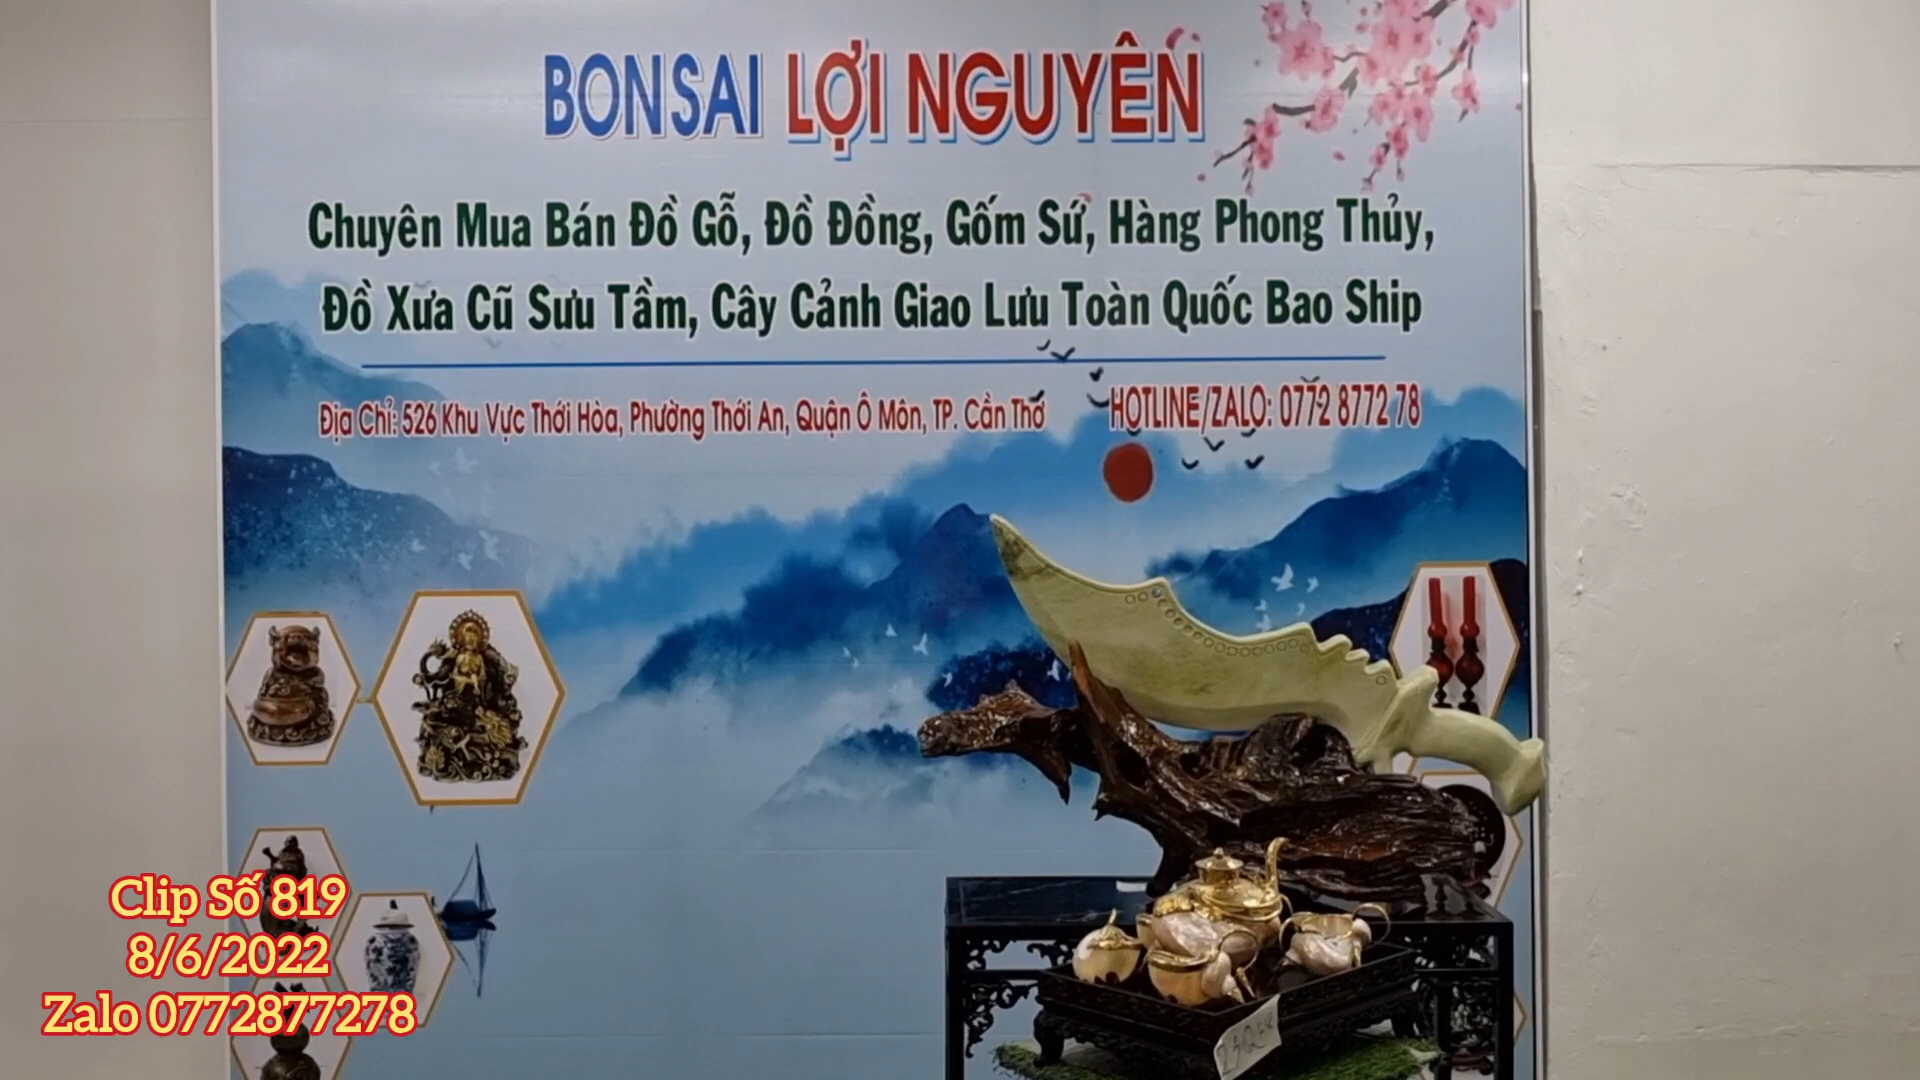 BONSAI LỢI NGUYÊN
Chuyên Mua Bán Đồ Gỗ, Đồ Đồng, Gốm Sứ, Hàng Phong Thủy,
Đồ Xưa Cũ Sưu Tầm, Cây Cảnh Giao Lưu Toàn Quốc Bao Ship
Địa Chỉ: 526 Khu Vực Thới Hòa, Phường Thới An, Quận Ô Môn, TP. Cần Thơ HOTLINE/ZALO: 0772 8772 78
Clip Số 819
8/6/2022
Zalo 0772877278